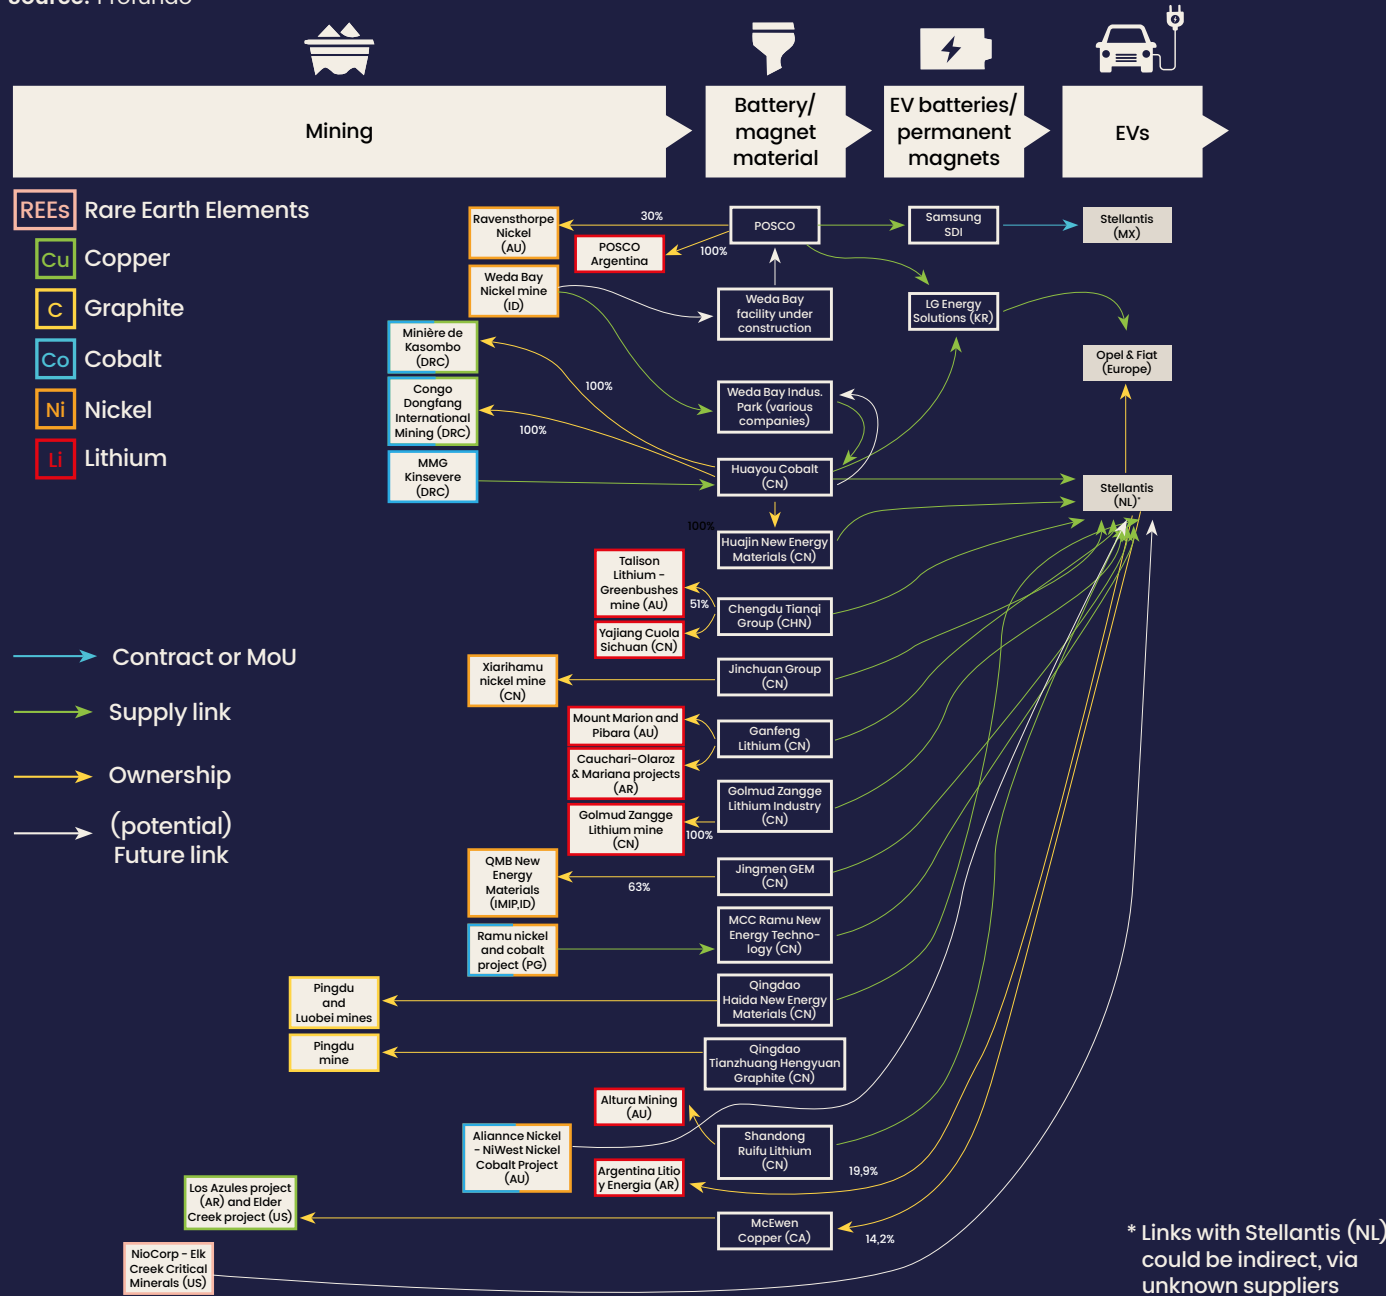 Source: Profundo
Mining
Battery/
magnet
material
EV batteries/
permanent
magnets
EVs
REEs Rare Earth Elements
Cu Copper
C Graphite
Co Cobalt
Ni Nickel
Li Lithium
Contract or MoU
Supply link
Ownership
(potential)
Future link
Ravensthorpe
Nickel
(AU)
30%
POSCO
Samsung
SDI
Stellantis
(MX)
POSCO
Argentina
100%
Weda Bay
Nickel mine
(ID)
Weda Bay
facility under
construction
LG Energy
Solutions (KR)
Minière de
Kasombo
(DRC)
Opel & Fiat
(Europe)
100%
Congo
Dongfang
International
Mining (DRC)
100%
Weda Bay Indus.
Park (various
companies)
MMG
Kinsevere
(DRC)
Huayou Cobalt
(CN)
Stellantis
(NL)*
100%
Huajin New Energy
Materials (CN)
Talison
Lithium -
Greenbushes
mine (AU)
51%
Yajiang Cuola
Sichuan (CN)
Chengdu Tianqi
Group (CHN)
Xiarihamu
nickel mine
(CN)
Jinchuan Group
(CN)
Mount Marion and
Pibara (AU)
Cauchari-Olaroz
& Mariana projects
(AR)
Ganfeng
Lithium (CN)
Golmud Zangge
Lithium mine
(CN)
100%
Golmud Zangge
Lithium Industry
(CN)
QMB New
Energy
Materials
(IMIP,ID)
63%
Jingmen GEM
(CN)
Ramu nickel
and cobalt
project (PG)
MCC Ramu New
Energy Techno-
logy (CN)
Pingdu
and
Luobei mines
Qingdao
Haida New Energy
Materials (CN)
Pingdu
mine
Qingdao
Tianzhuang Hengyuan
Graphite (CN)
Altura Mining
(AU)
Aliannce Nickel
- NiWest Nickel
Cobalt Project
(AU)
Shandong
Ruifu Lithium
(CN)
Argentina Litio
y Energia (AR)
19,9%
Los Azules project
(AR) and Elder
Creek project (US)
McEwen
Copper (CA)
14,2%
NioCorp - Elk
Creek Critical
Minerals (US)
* Links with Stellantis (NL)
could be indirect, via
unknown suppliers